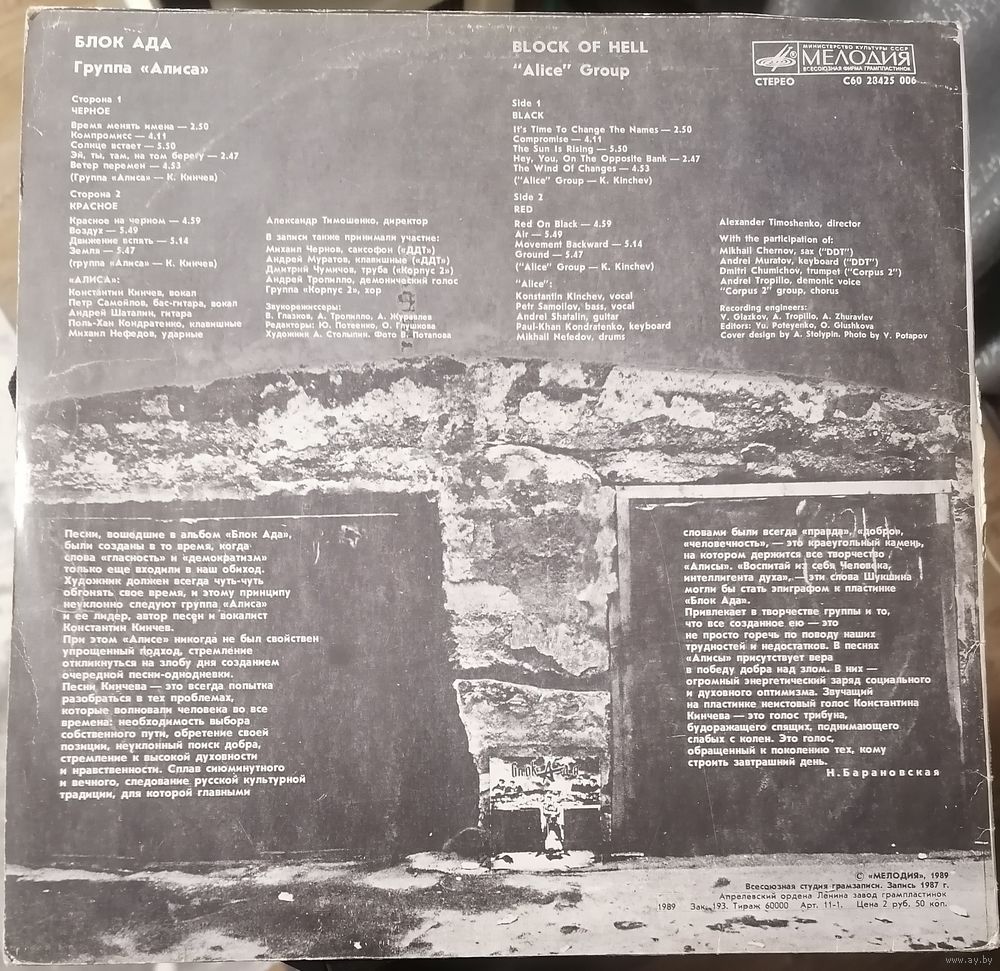 БЛОК АДА
Группа «Алиса»
Сторона 1
ЧЕРНОЕ
Время менять имена — 2.50
Компромисс — 4.11
Солнце встает — 5.50
Эй, ты, там, на том берегу — 2.47
Ветер перемен — 4.53
(Группа «Алиса» — К. Кинчев)
Сторона 2
КРАСНОЕ
Красное на черном — 4.59
Воздух — 5.49
Движение вспять — 5.14
Земля — 5.47
(группа «Алиса» — К. Кинчев)
«АЛИСА»:
Константин Кинчев, вокал
Петр Самойлов, бас-гитара, вокал
Андрей Шаталин, гитара
Поль-Хан Кондратенко, клавишные
Михаил Нефедов, ударные
Александр Тимошенко, директор
В записи также принимали участие:
Михаил Чернов, саксофон («ДДТ»)
Андрей Муратов, клавишные («ДДТ»)
Дмитрий Чумичов, труба («Корпус 2»)
Андрей Тропилло, демонический голос
Группа «Корпус 2», хор
Звукорежиссеры:
В. Глазков, А. Тропилло, А. Журавлев
Редакторы: Ю. Потеенко, О. Глушкова
Художник А. Столыпин. Фото В. Потапова
BLOCK OF HELL
“Alice” Group
Side 1
BLACK
It's Time To Change The Names — 2.50
Compromise — 4.11
The Sun Is Rising — 5.50
Hey, You, On The Opposite Bank — 2.47
The Wind Of Changes — 4.53
(“Alice” Group — K. Kinchev)
Side 2
RED
Red On Black — 4.59
Air — 5.49
Movement Backward — 5.14
Ground — 5.47
(“Alice” Group — K. Kinchev)
“Alice”:
Konstantin Kinchev, vocal
Petr Samoilov, bass, vocal
Andrei Shatalin, guitar
Paul-Khan Kondratenko, keyboard
Mikhail Nefedov, drums
МИНИСТЕРСТВО КУЛЬТУРЫ СССР
МЕЛОДИЯ
ВСЕСОЮЗНАЯ ФИРМА ГРАМПЛАСТИНОК
СТЕРЕО С60 28425 006
Alexander Timoshenko, director
With the participation of:
Mikhail Chernov, sax (“DDT”)
Andrei Muratov, keyboard (“DDT”)
Dmitri Chumichov, trumpet (“Corpus 2”)
Andrei Tropilo, demonic voice
“Corpus 2” group, chorus
Recording engineers:
V. Glazkov, A. Tropillo, A. Zhuravlev
Editors: Yu. Poteyenko, O. Glushkova
Cover design by A. Stolypin. Photo by V. Potapov
Песни, вошедшие в альбом «Блок Ада»,
были созданы в то время, когда
слова «гласность» и «демократизм»
только еще входили в наш обиход.
Художник должен всегда чуть-чуть
обгонять свое время, и этому принципу
неуклонно следуют группа «Алиса»
и ее лидер, автор песен и вокалист
Константин Кинчев.
При этом «Алисе» никогда не был свойствен
упрощенный подход, стремление
откликнуться на злобу дня созданием
очередной песни-однодневки.
Песни Кинчева — это всегда попытка
разобраться в тех проблемах,
которые волновали человека во все
времена: необходимость выбора
собственного пути, обретение своей
позиции, неуклонный поиск добра,
стремление к высокой духовности
и нравственности. Сплав сиюминутного
и вечного, следование русской культурной
традиции, для которой главными
словами были всегда «правда», «добро»,
«человечность», — это краеугольный камень,
на котором держится все творчество
«Алисы». «Воспитай из себя Человека,
интеллигента духа», — эти слова Шукшина
могли бы стать эпиграфом к пластинке
«Блок Ада».
Привлекает в творчестве группы и то,
что все созданное ею — это
не просто горечь по поводу наших
трудностей и недостатков. В песнях
«Алисы» присутствует вера
в победу добра над злом. В них —
огромный энергетический заряд социального
и духовного оптимизма. Звучащий
на пластинке неистовый голос Константина
Кинчева — это голос трибуна,
будоражащего спящих, поднимающего
слабых с колен. Это голос,
обращенный к поколению тех, кому
строить завтрашний день.
Н.Барановская
© «МЕЛОДИЯ», 1989
Всесоюзная студия грамзаписи. Запись 1987 г.
Апрелевский ордена Ленина завод грампластинок
1989 Зак. 193. Тираж 60000 Арт. 11-1. Цена 2 руб. 50 коп.
www.ay.by